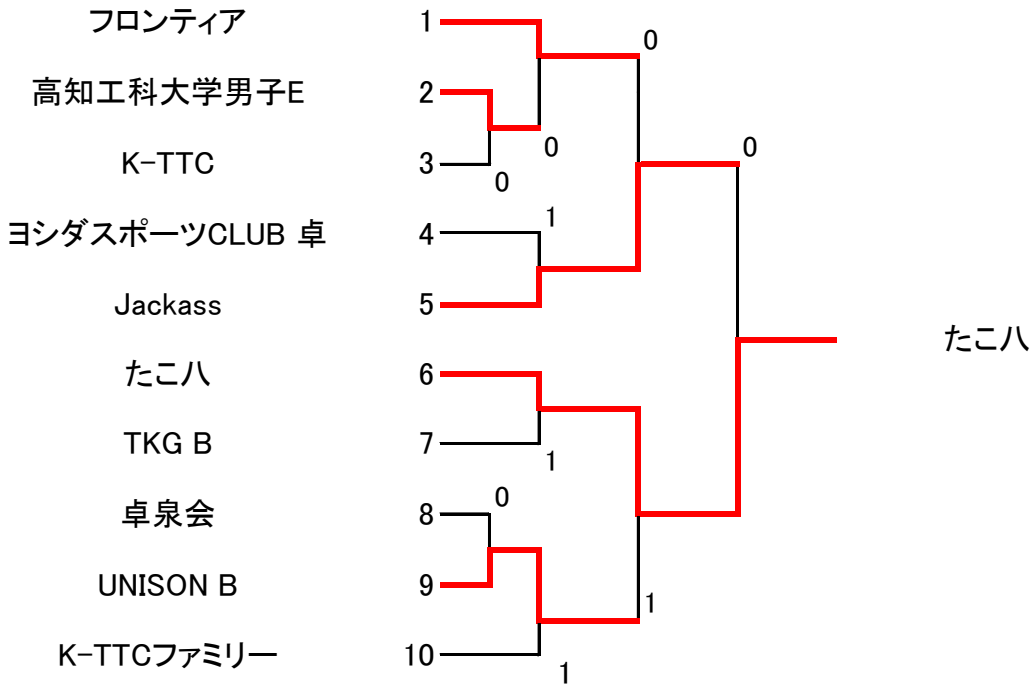 フロンティア 1
0
高知工科大学男子E 2
0
0
K-TTC 3
0
ヨシダスポーツCLUB 卓 4
1
Jackass 5
たこ八
たこ八 6
TKG B 7
1
卓泉会 8
0
UNISON B 9
1
K-TTCファミリー 10
1